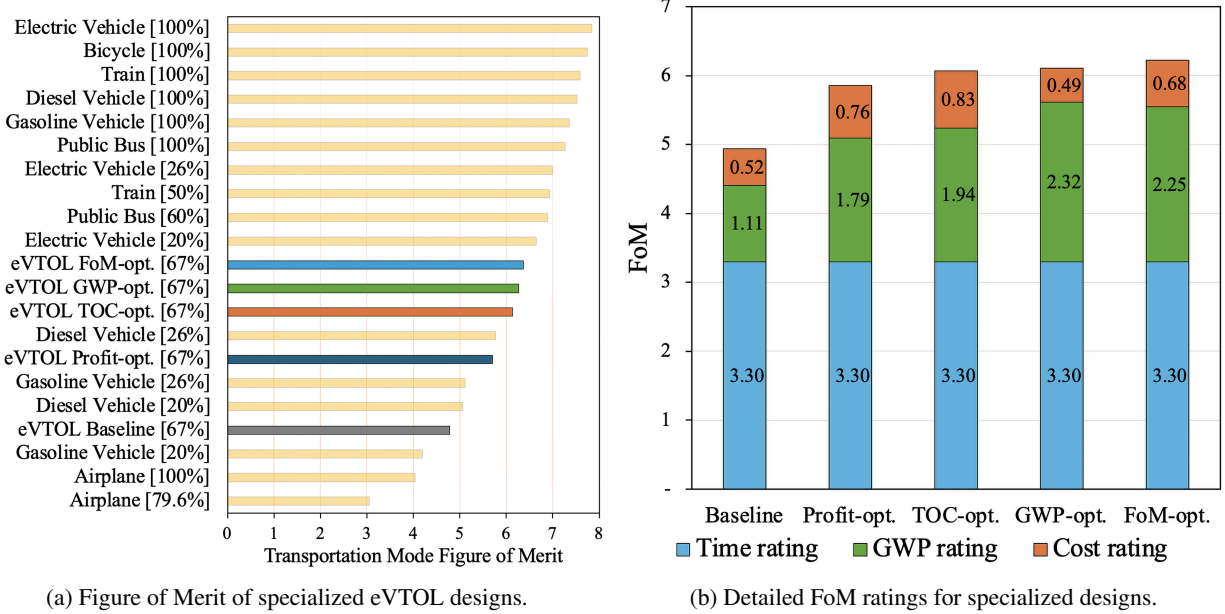 Electric Vehicle [100%]
Bicycle [100%]
Train [100%]
Diesel Vehicle [100%]
Gasoline Vehicle [100%]
Public Bus [100%]
Electric Vehicle [26%]
Train [50%]
Public Bus [60%]
Electric Vehicle [20%]
eVTOL FoM-opt. [67%]
eVTOL GWP-opt. [67%]
eVTOL TOC-opt. [67%]
Diesel Vehicle [26%]
eVTOL Profit-opt. [67%]
Gasoline Vehicle [26%]
Diesel Vehicle [20%]
eVTOL Baseline [67%]
Gasoline Vehicle [20%]
Airplane [100%]
Airplane [79.6%]
0 1 2 3 4 5 6 7 8
Transportation Mode Figure of Merit
(a) Figure of Merit of specialized eVTOL designs.
FoM
7
6
5
4
3
2
1
-
0.52 0.76 0.83 0.49 0.68
1.11 1.79 1.94 2.32 2.25
3.30 3.30 3.30 3.30 3.30
Baseline Profit-opt. TOC-opt. GWP-opt. FoM-opt.
Time rating GWP rating Cost rating
(b) Detailed FoM ratings for specialized designs.